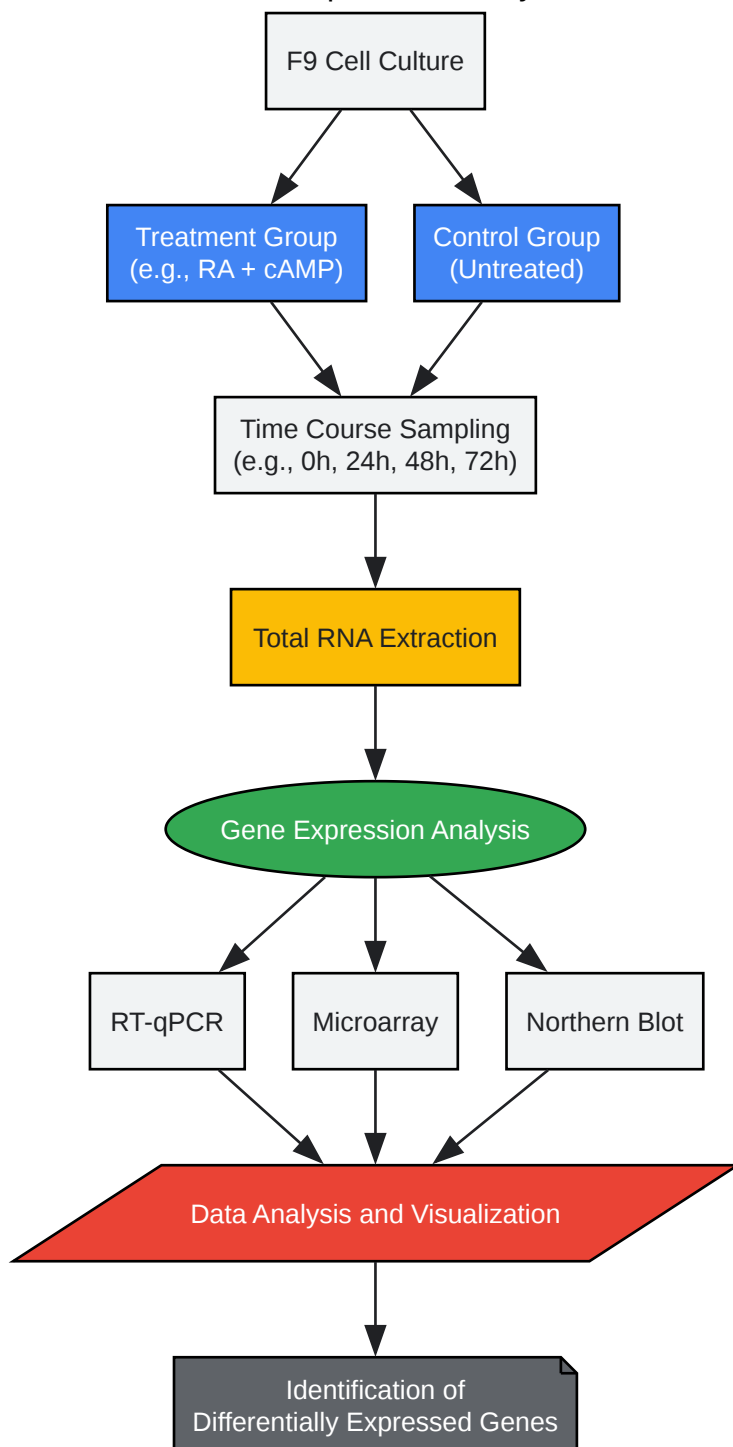 F9 Cell Culture
Treatment Group
(e.g., RA + cAMP)
Control Group
(Untreated)
Time Course Sampling
(e.g., 0h, 24h, 48h, 72h)
Total RNA Extraction
Gene Expression Analysis
RT-qPCR
Microarray
Northern Blot
Data Analysis and Visualization
Identification of
Differentially Expressed Genes